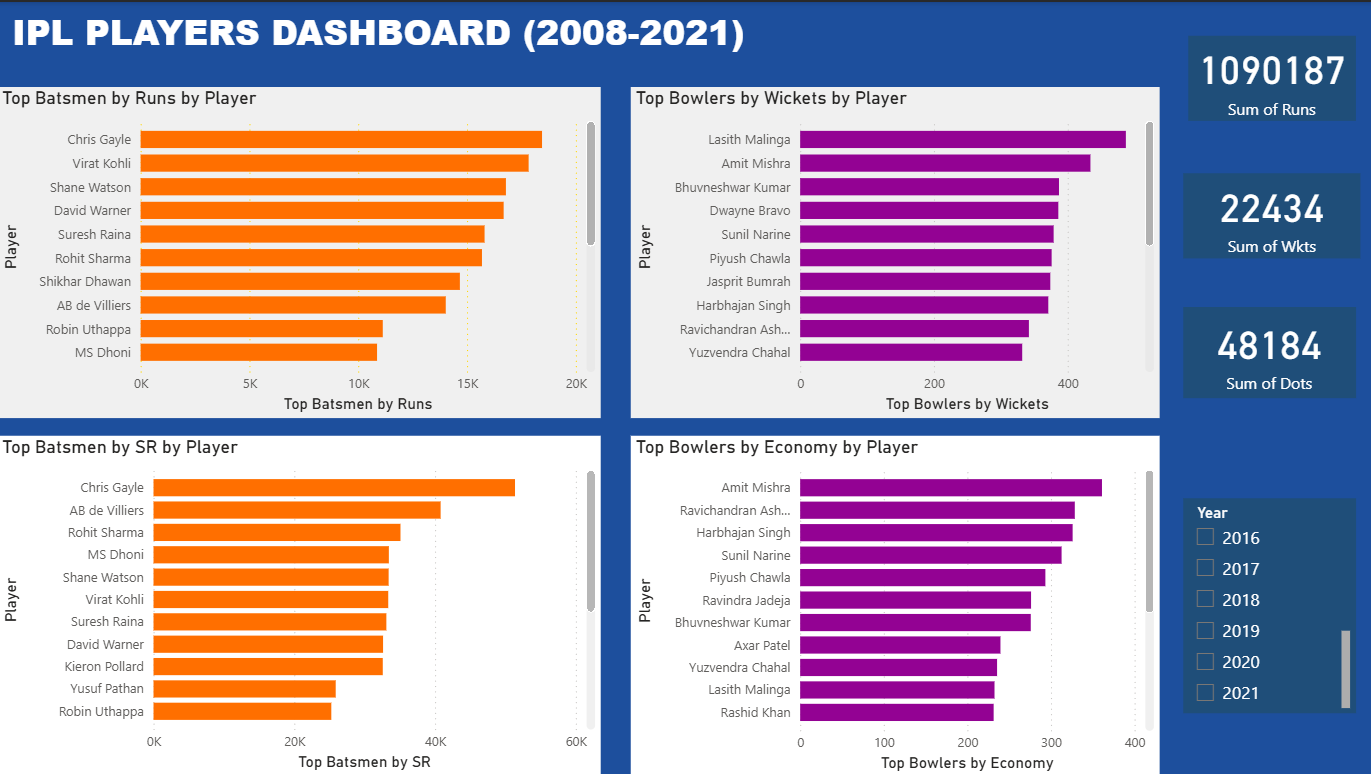 IPL PLAYERS DASHBOARD (2008-2021)
Top Batsmen by Runs by Player
Player
Chris Gayle
Virat Kohli
Shane Watson
David Warner
Suresh Raina
Rohit Sharma
Shikhar Dhawan
AB de Villiers
Robin Uthappa
MS Dhoni
0K 5K 10K 15K 20K
Top Batsmen by Runs
Top Bowlers by Wickets by Player
Player
Lasith Malinga
Amit Mishra
Bhuvneshwar Kumar
Dwayne Bravo
Sunil Narine
Piyush Chawla
Jasprit Bumrah
Harbhajan Singh
Ravichandran Ash...
Yuzvendra Chahal
0 200 400
Top Bowlers by Wickets
1090187
Sum of Runs
22434
Sum of Wkts
48184
Sum of Dots
Top Batsmen by SR by Player
Player
Chris Gayle
AB de Villiers
Rohit Sharma
MS Dhoni
Shane Watson
Virat Kohli
Suresh Raina
David Warner
Kieron Pollard
Yusuf Pathan
Robin Uthappa
0K 20K 40K 60K
Top Batsmen by SR
Top Bowlers by Economy by Player
Player
Amit Mishra
Ravichandran Ash...
Harbhajan Singh
Sunil Narine
Piyush Chawla
Ravindra Jadeja
Bhuvneshwar Kumar
Axar Patel
Yuzvendra Chahal
Lasith Malinga
Rashid Khan
0 100 200 300 400
Top Bowlers by Economy
Year
2016
2017
2018
2019
2020
2021